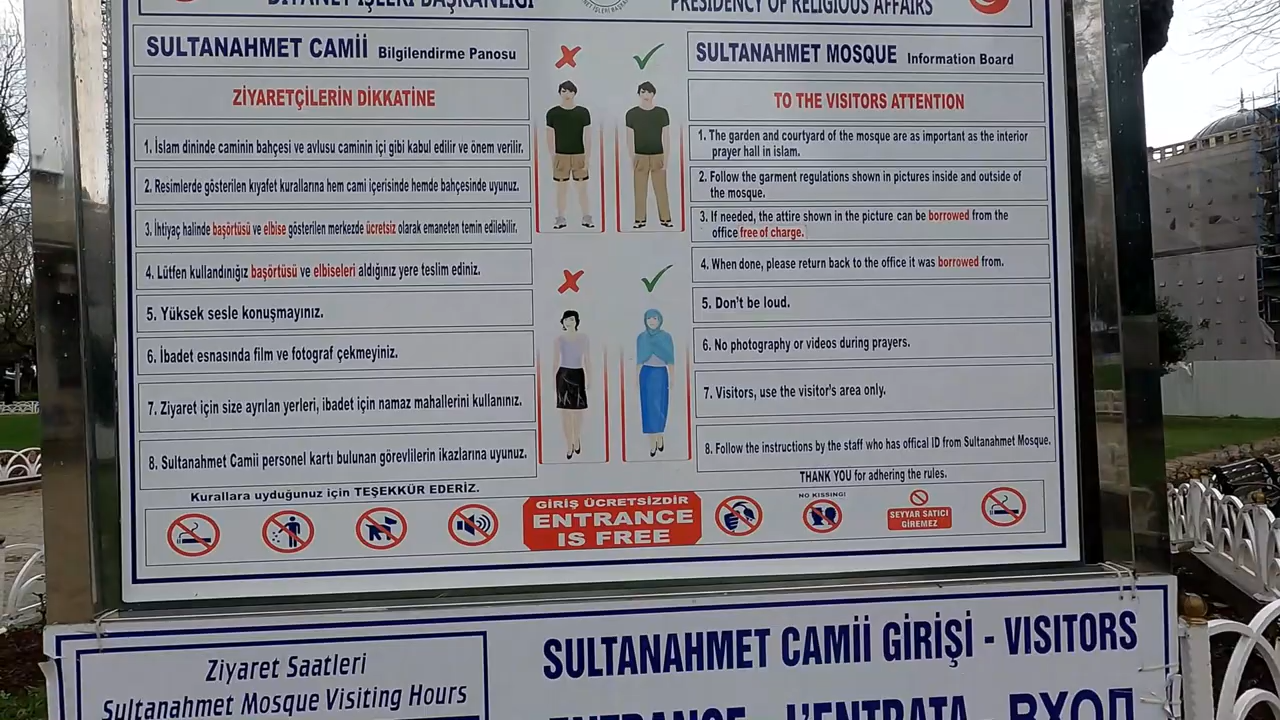 DİYANET İŞLERİ BAŞKANLIĞI
PRESIDENCY OF RELIGIOUS AFFAIRS
SULTANAHMET CAMİİ Bilgilendirme Panosu
ZİYARETÇİLERİN DİKKATİNE
1. İslam dininde caminin bahçesi ve avlusu caminin içi gibi kabul edilir ve önem verilir.
2. Resimlerde gösterilen kıyafet kurallarına hem cami içerisinde hemde bahçesinde uyunuz.
3. İhtiyaç halinde başörtüsü ve elbise gösterilen merkezde ücretsiz olarak emaneten temin edilebilir.
4. Lütfen kullandınığız başörtüsü ve elbiseleri aldığınız yere teslim ediniz.
5. Yüksek sesle konuşmayınız.
6. İbadet esnasında film ve fotograf çekmeyiniz.
7. Ziyaret için size ayrılan yerleri, ibadet için namaz mahallerini kullanınız.
8. Sultanahmet Camii personel kartı bulunan görevlilerin ikazlarına uyunuz.
Kurallara uyduğunuz için TEŞEKKÜR EDERİZ.
SULTANAHMET MOSQUE Information Board
TO THE VISITORS ATTENTION
1. The garden and courtyard of the mosque are as important as the interior
prayer hall in islam.
2. Follow the garment regulations shown in pictures inside and outside of
the mosque.
3. If needed, the attire shown in the picture can be borrowed from the
office free of charge.
4. When done, please return back to the office it was borrowed from.
5. Don't be loud.
6. No photography or videos during prayers.
7. Visitors, use the visitor's area only.
8. Follow the instructions by the staff who has offical ID from Sultanahmet Mosque.
THANK YOU for adhering the rules.
GİRİŞ ÜCRETSİZDİR
ENTRANCE
IS FREE
NO KISSING!
SEYYAR SATICI
GİREMEZ
Ziyaret Saatleri
Sultanahmet Mosque Visiting Hours
SULTANAHMET CAMİİ GİRİŞİ - VISITORS
ENTRANCE - L'ENTRATA - ВХОД